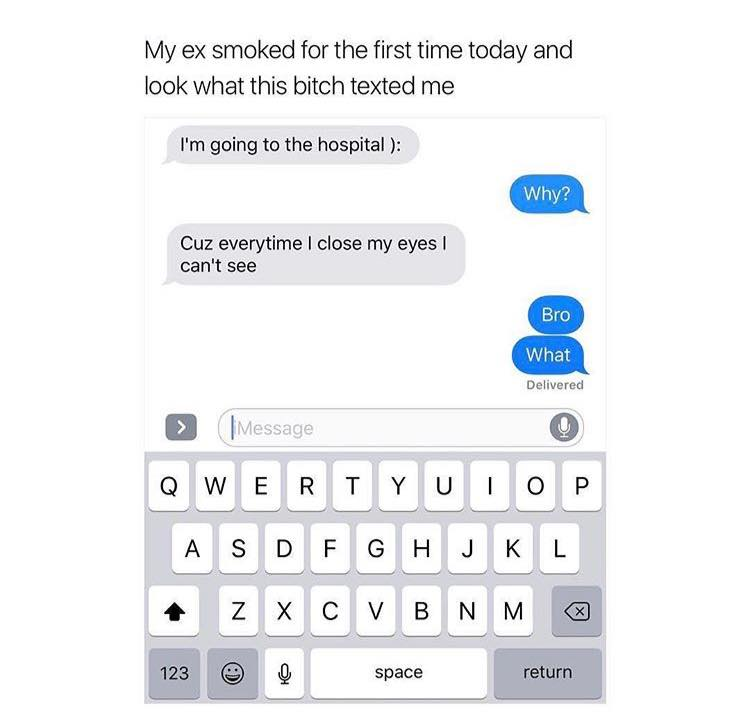 My ex smoked for the first time today and
look what this bitch texted me
I'm going to the hospital ):
Why?
Cuz everytime I close my eyes I
can't see
Bro
What
Delivered
iMessage
Q W E R T Y U I O P
A S D F G H J K L
Z X C V B N M
123 space return